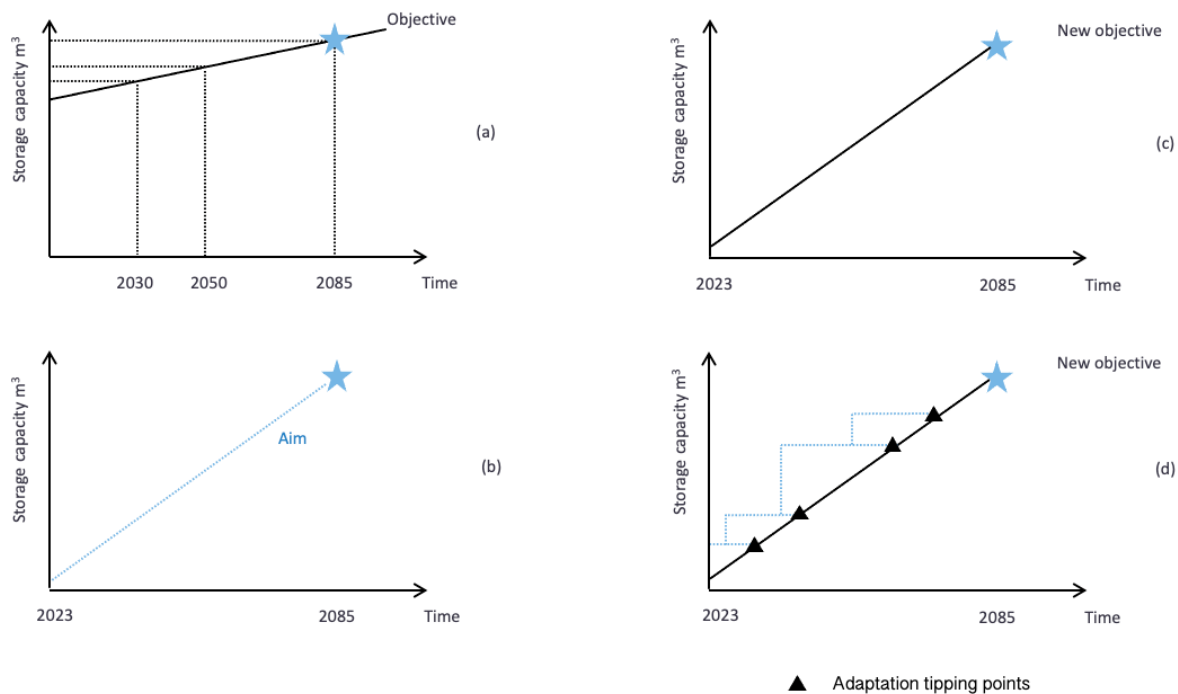 Objective
Storage capacity m³
(a)
2030
2050
2085
Time
New objective
Storage capacity m³
(c)
2023
2085
Time
Storage capacity m³
Aim
(b)
2023
2085
Time
New objective
Storage capacity m³
(d)
2023
2085
Time
Adaptation tipping points